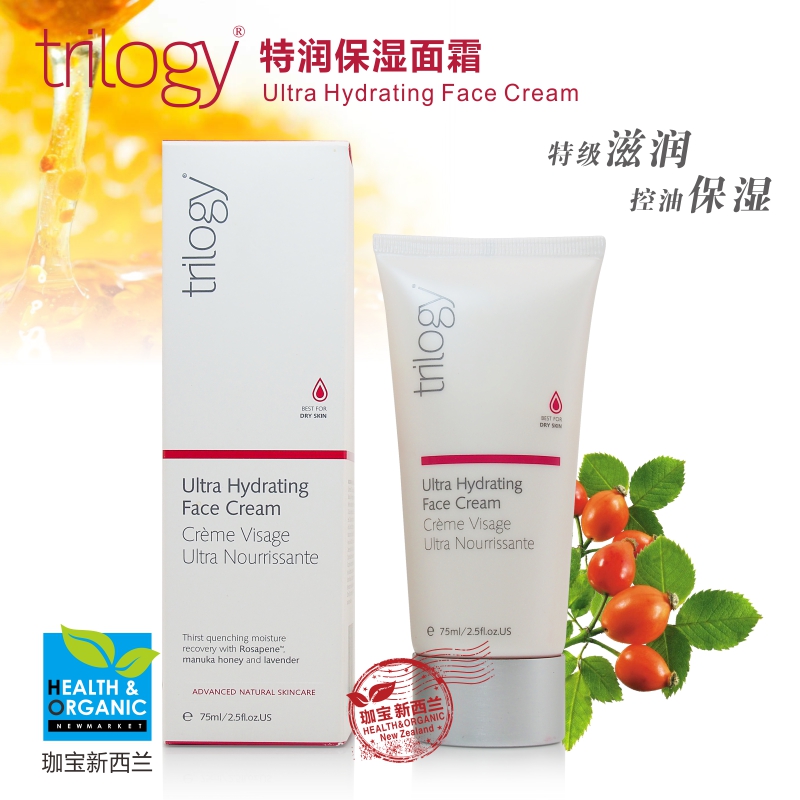 trilogy® 特润保湿面霜
Ultra Hydrating Face Cream
特级滋润
控油保湿
trilogy®
BEST FOR
DRY SKIN
Ultra Hydrating
Face Cream
Crème Visage
Ultra Nourrissante
Thirst quenching moisture
recovery with Rosapene™,
manuka honey and lavender
ADVANCED NATURAL SKINCARE
e 75ml/2.5fl.oz.US
trilogy®
BEST FOR
DRY SKIN
Ultra Hydrating
Face Cream
Crème Visage
Ultra Nourrissante
e 75ml/2.5fl.oz.US
HEALTH &
ORGANIC
NEWMARKET
珈宝新西兰
珈宝新西兰
HEALTH&ORGANIC
New Zealand